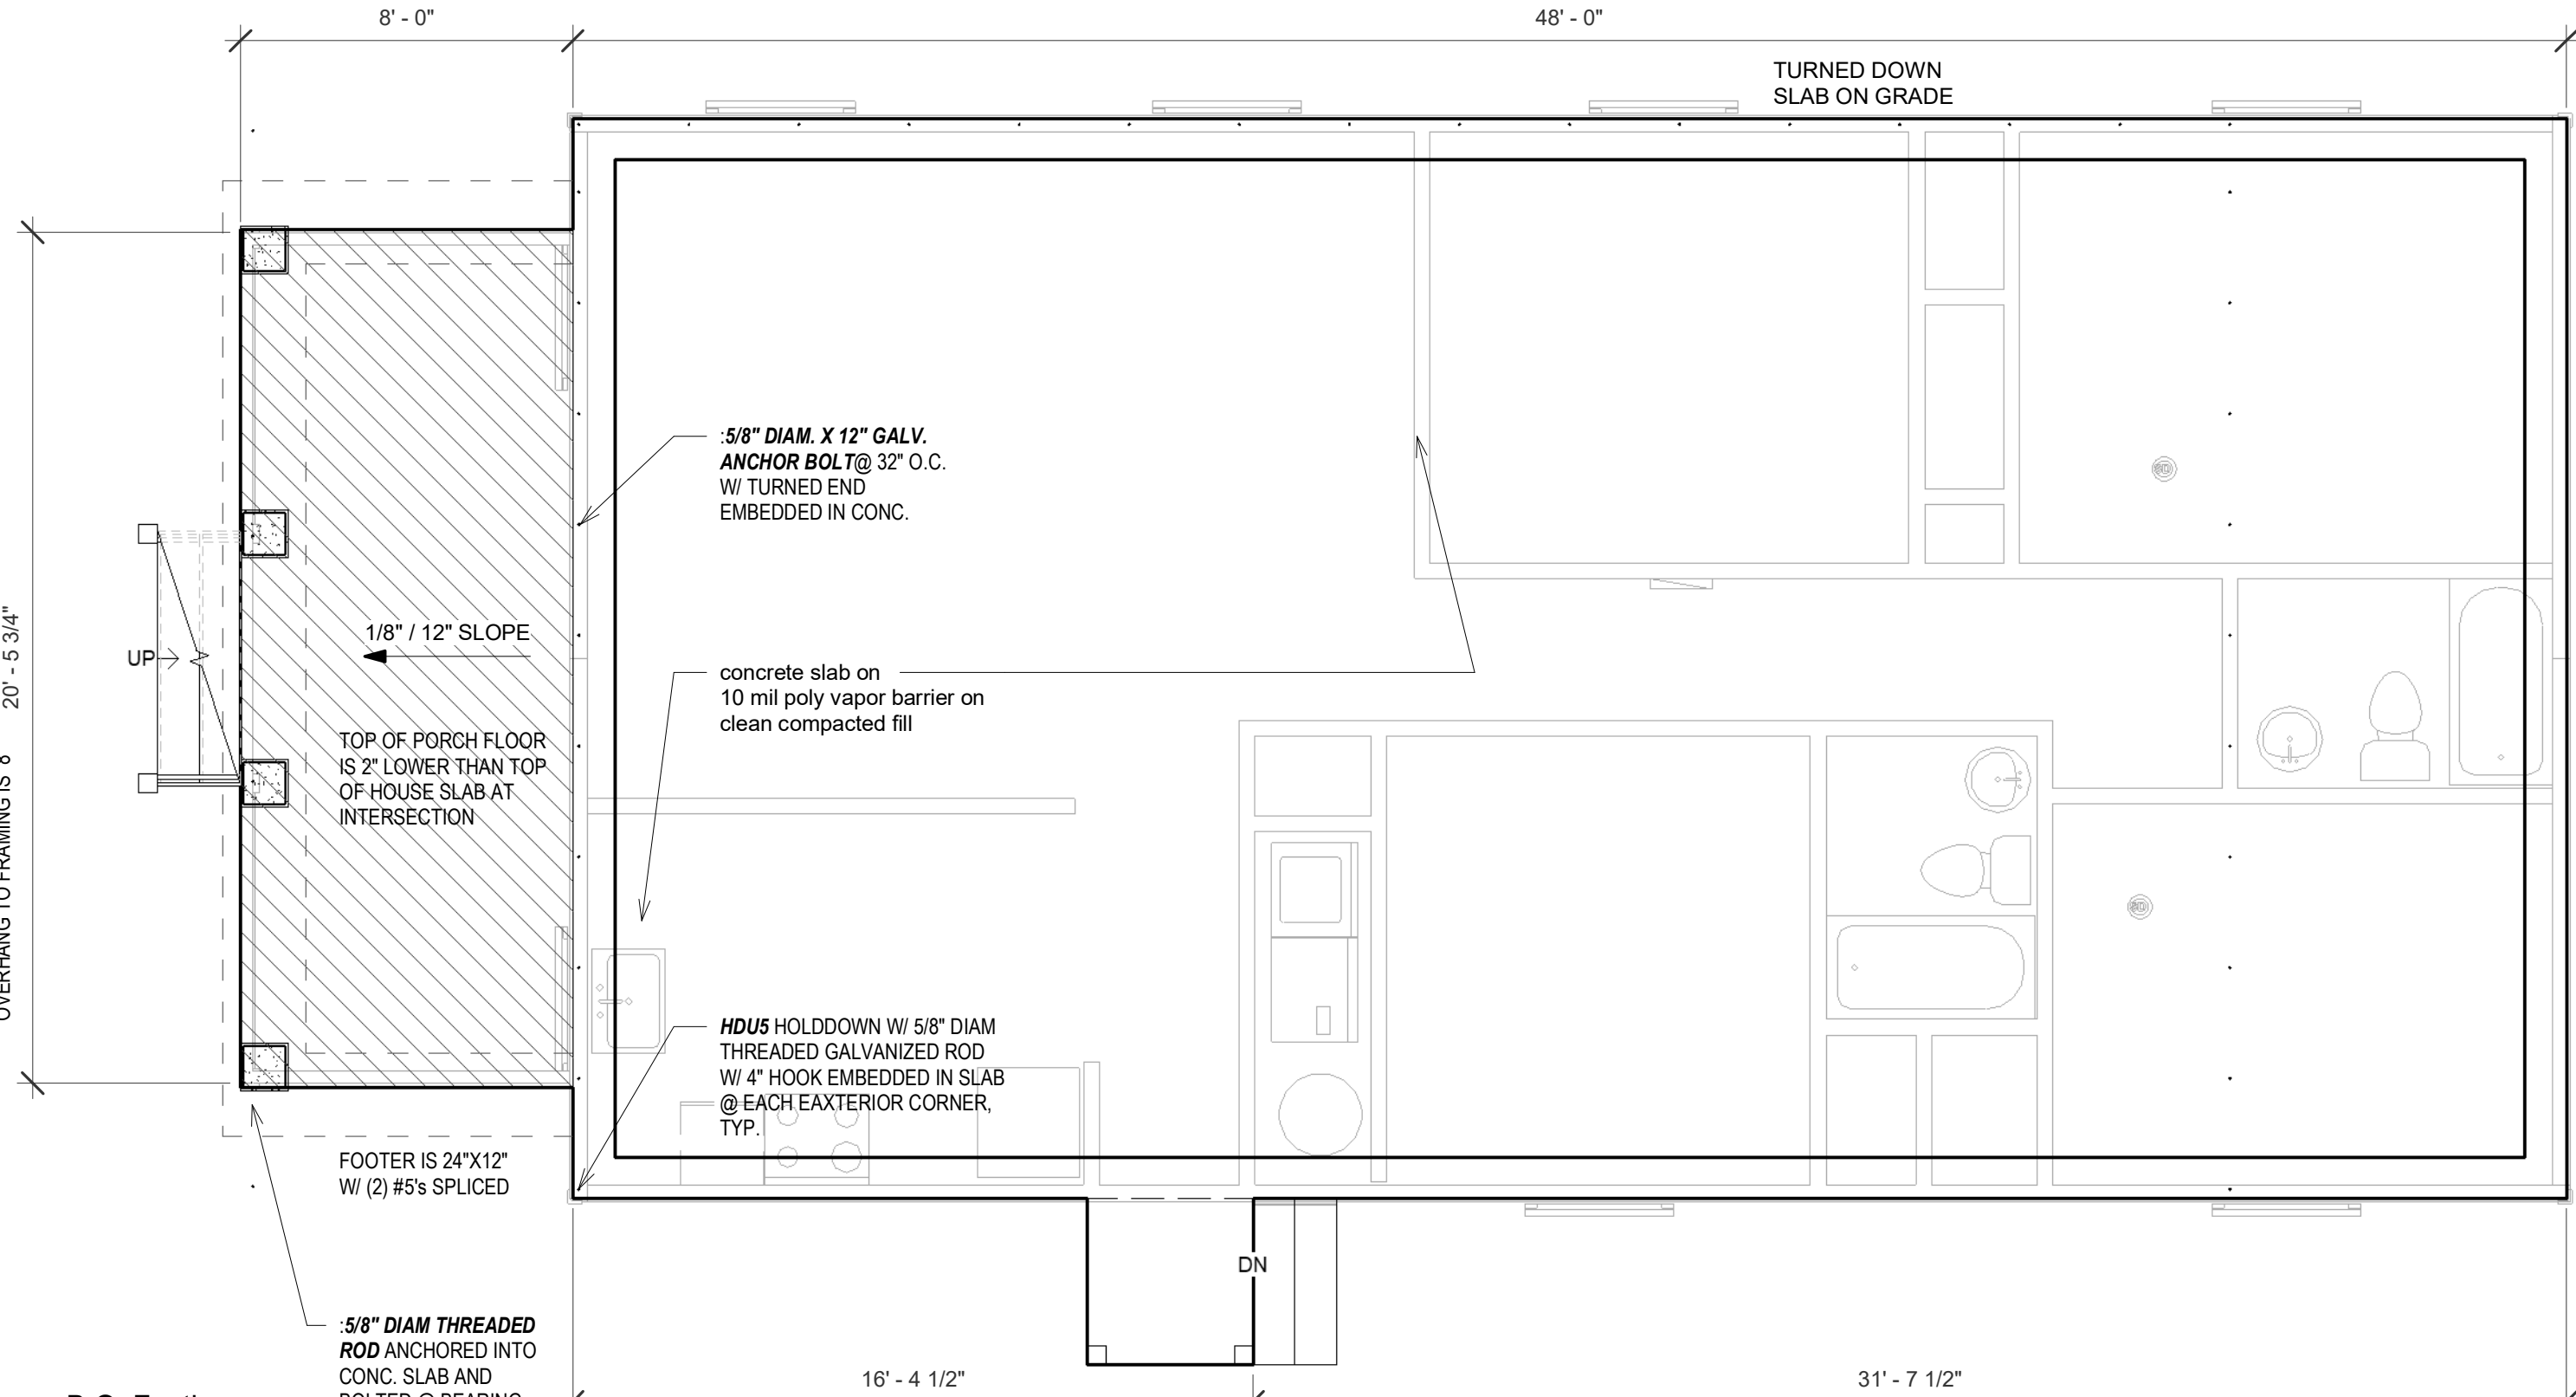 8' - 0"
48' - 0"
TURNED DOWN
SLAB ON GRADE
:5/8" DIAM. X 12" GALV.
ANCHOR BOLT@ 32" O.C.
W/ TURNED END
EMBEDDED IN CONC.
20' - 5 3/4"
OVERHANG TO FRAMING IS 8"
UP
1/8" / 12" SLOPE
TOP OF PORCH FLOOR
IS 2" LOWER THAN TOP
OF HOUSE SLAB AT
INTERSECTION
concrete slab on
10 mil poly vapor barrier on
clean compacted fill
SD
SD
HDU5 HOLDDOWN W/ 5/8" DIAM
THREADED GALVANIZED ROD
W/ 4" HOOK EMBEDDED IN SLAB
@ EACH EAXTERIOR CORNER,
TYP.
FOOTER IS 24"X12"
W/ (2) #5's SPLICED
DN
:5/8" DIAM THREADED
ROD ANCHORED INTO
CONC. SLAB AND
BOLTED @ BEARING
16' - 4 1/2"
31' - 7 1/2"